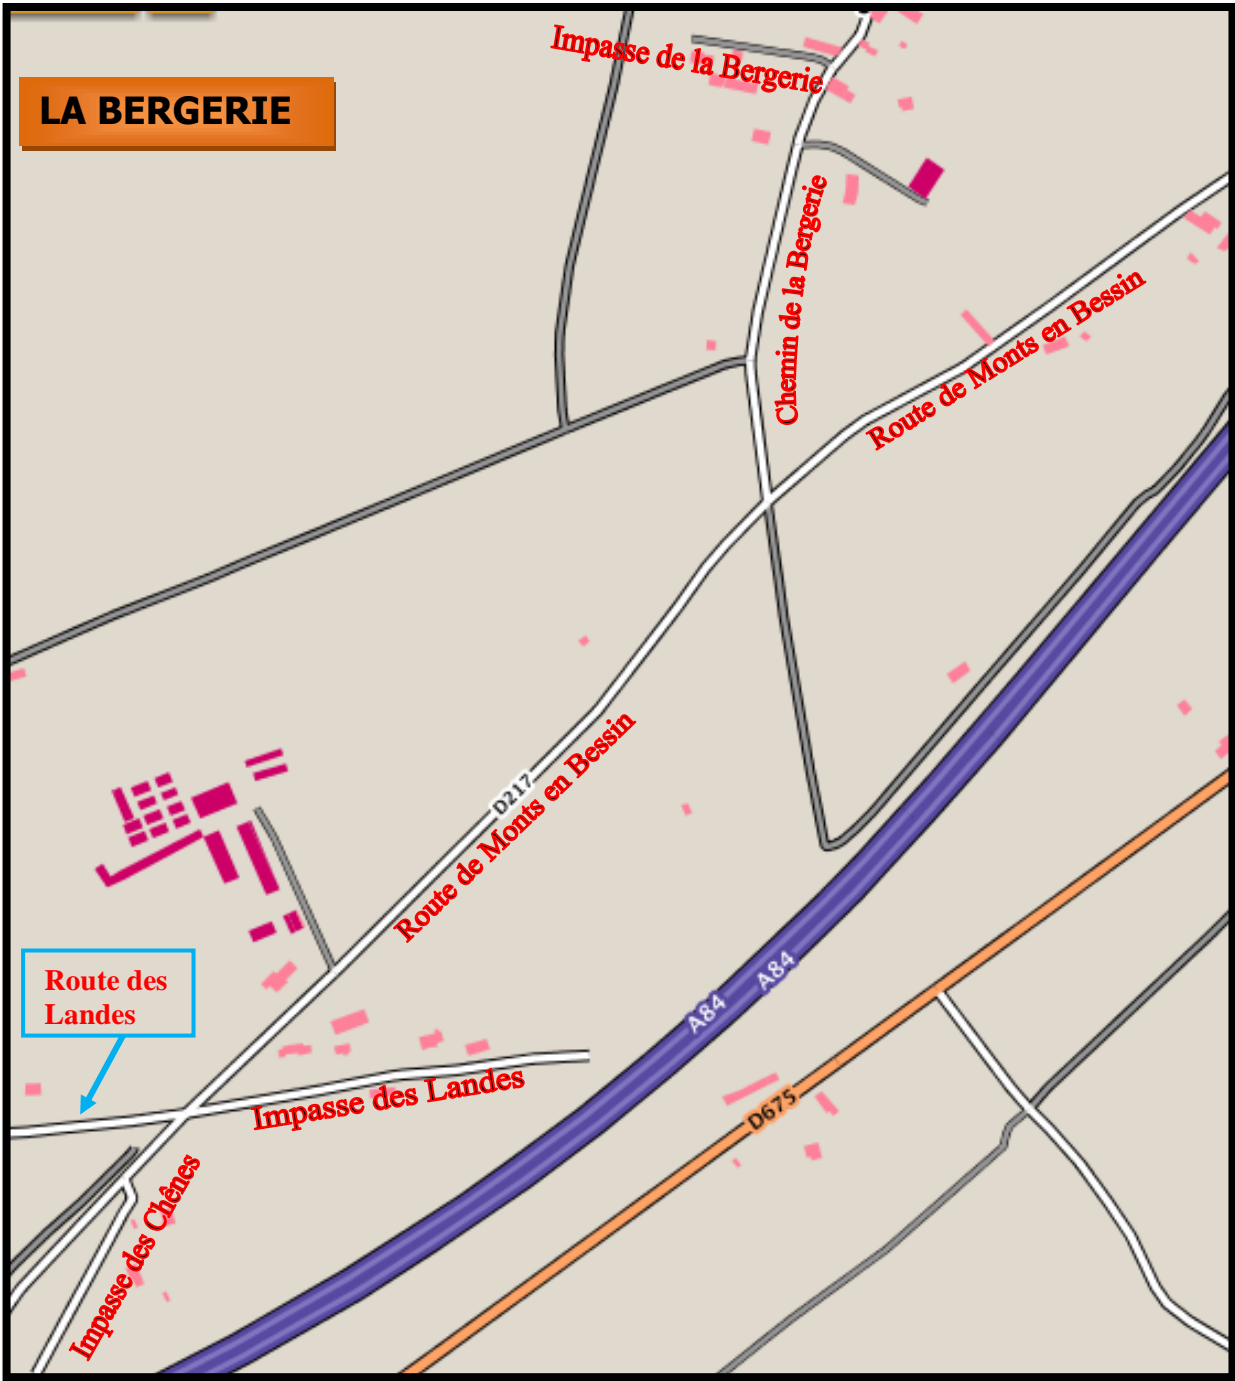 Impasse de la Bergerie
LA BERGERIE
Chemin de la Bergerie
Route de Monts en Bessin
D217
Route de Monts en Bessin
Route des
Landes
A84
A84
Impasse des Landes
D675
Impasse des Chênes